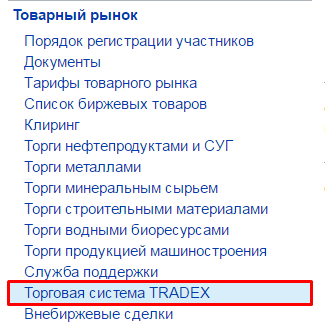 Товарный рынок
Порядок регистрации участников
Документы
Тарифы товарного рынка
Список биржевых товаров
Клиринг
Торги нефтепродуктами и СУГ
Торги металлами
Торги минеральным сырьем
Торги строительными материалами
Торги водными биоресурсами
Торги продукцией машиностроения
Служба поддержки
Торговая система TRADEX
Внебиржевые сделки